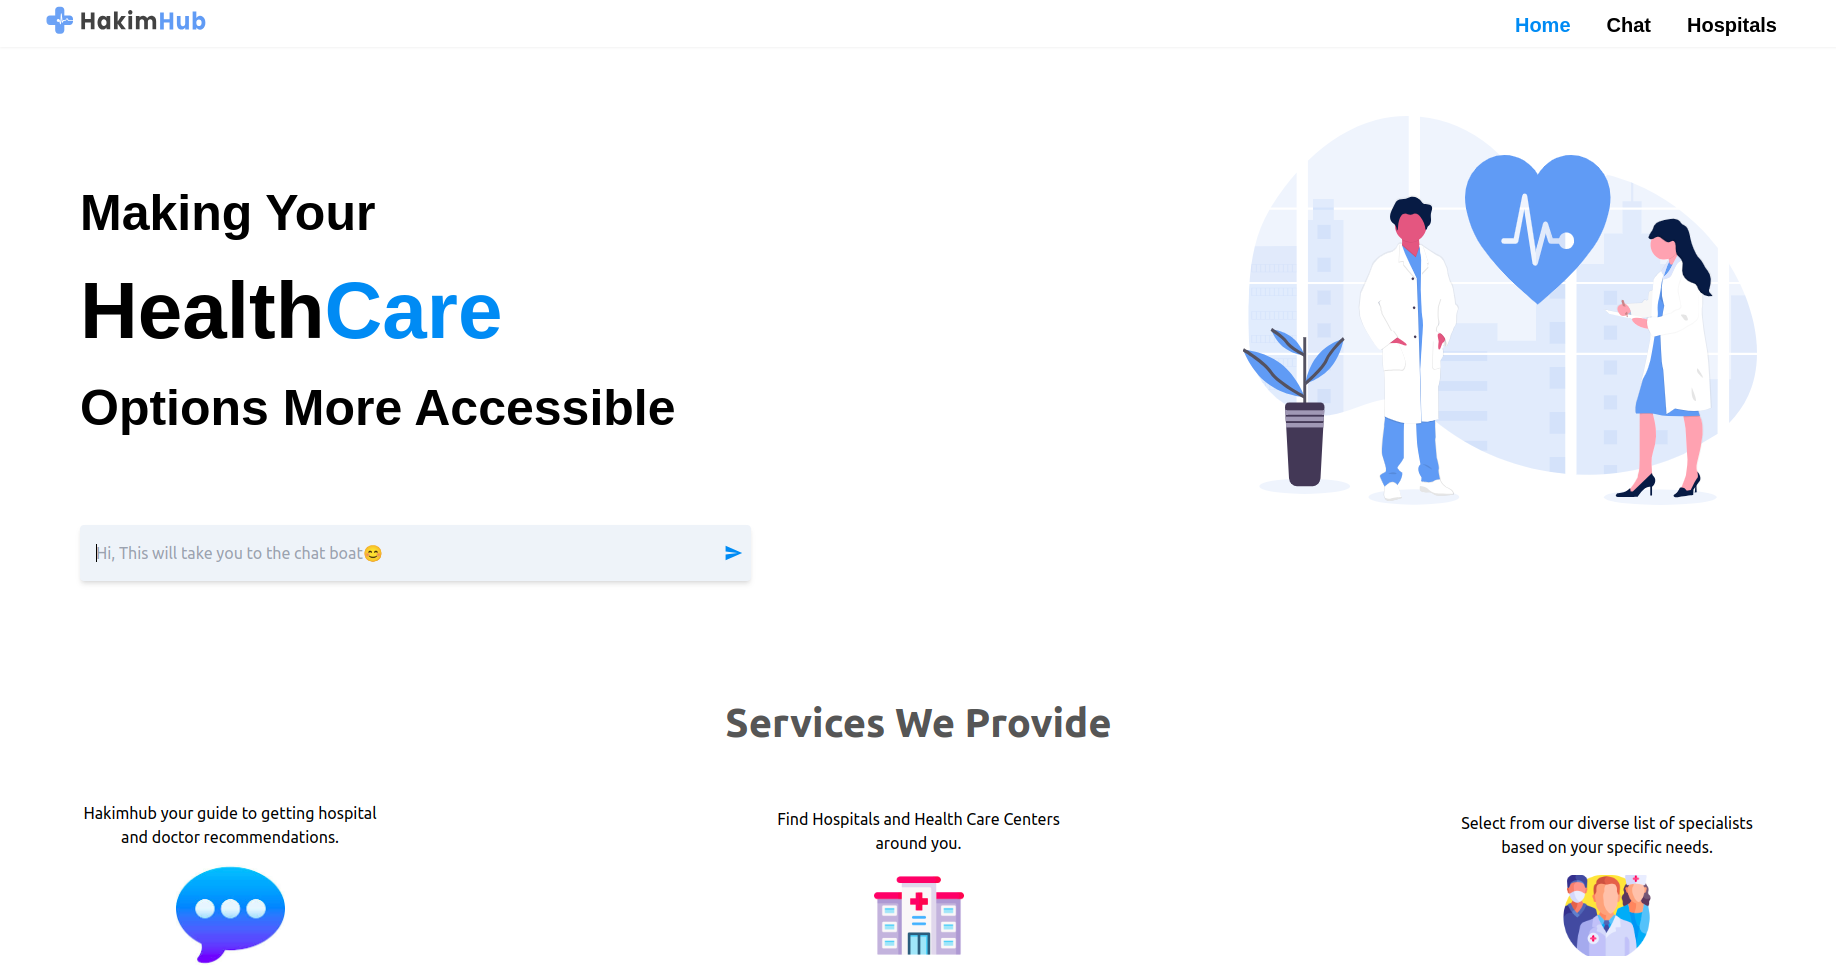 HakimHub
Home
Chat
Hospitals
Making Your
HealthCare
Options More Accessible
Hi, This will take you to the chat boat😊
Services We Provide
Hakimhub your guide to getting hospital
and doctor recommendations.
Find Hospitals and Health Care Centers
around you.
Select from our diverse list of specialists
based on your specific needs.